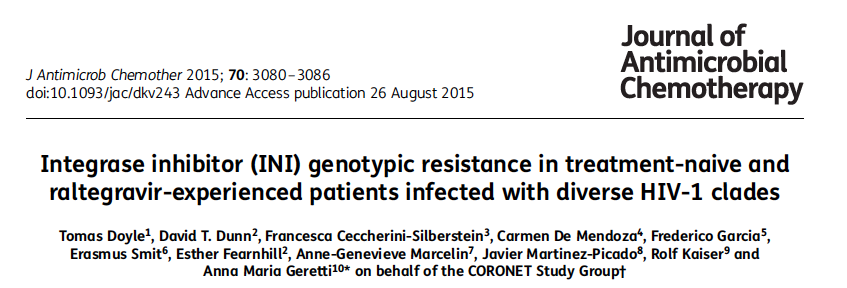 Journal of
Antimicrobial
Chemotherapy
J Antimicrob Chemother 2015; 70: 3080–3086
doi:10.1093/jac/dkv243 Advance Access publication 26 August 2015
Integrase inhibitor (INI) genotypic resistance in treatment-naive and
raltegravir-experienced patients infected with diverse HIV-1 clades
Tomas Doyle1, David T. Dunn2, Francesca Ceccherini-Silberstein3, Carmen De Mendoza4, Frederico Garcia5,
Erasmus Smit6, Esther Fearnhill2, Anne-Genevieve Marcelin7, Javier Martinez-Picado8, Rolf Kaiser9 and
Anna Maria Geretti10* on behalf of the CORONET Study Group†